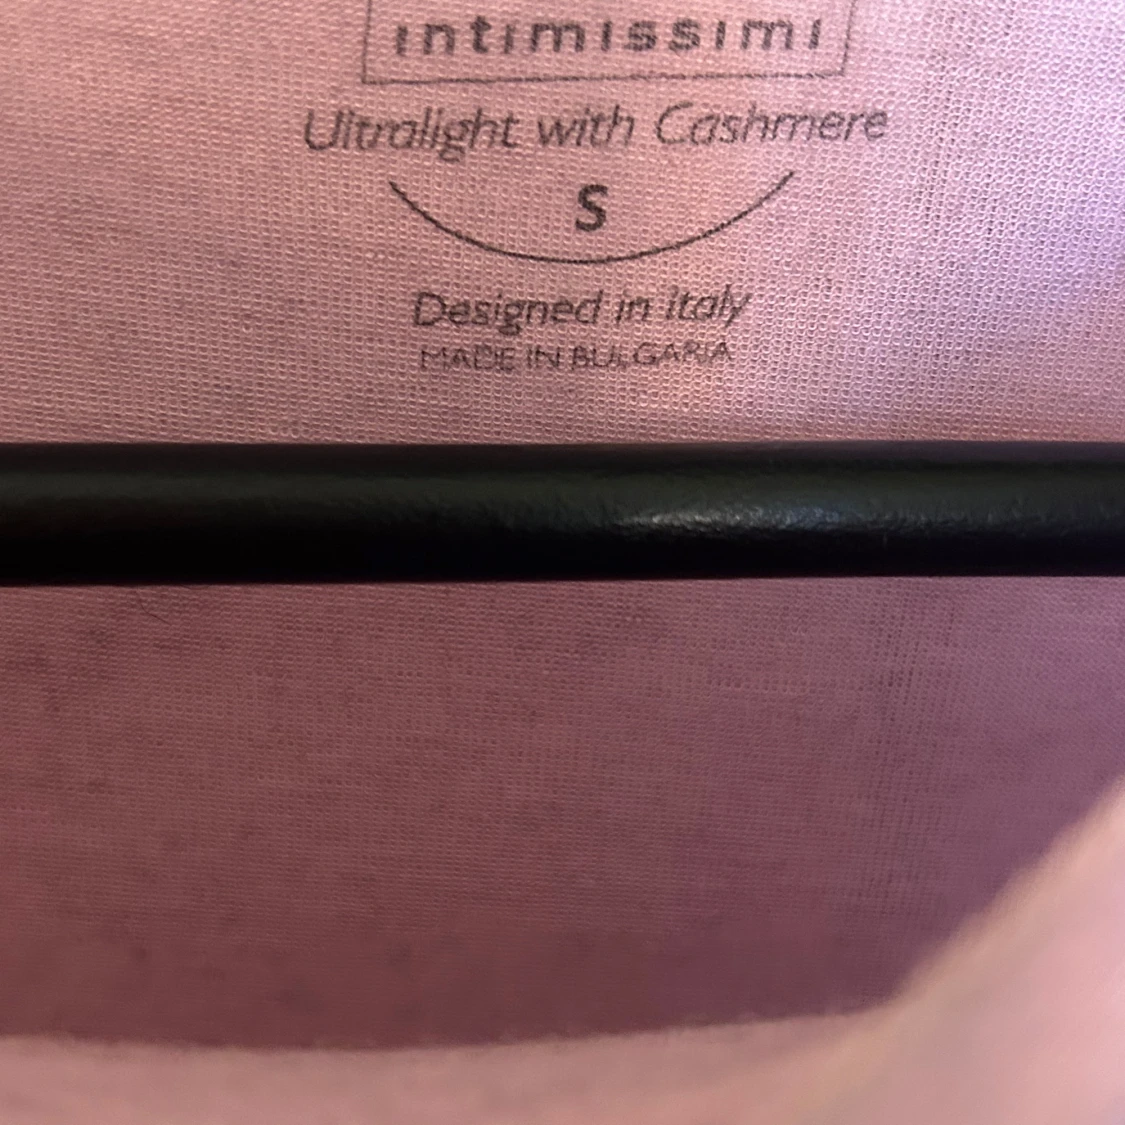 intimissimi
Ultralight with Cashmere
S
Designed in Italy
MADE IN BULGARIA